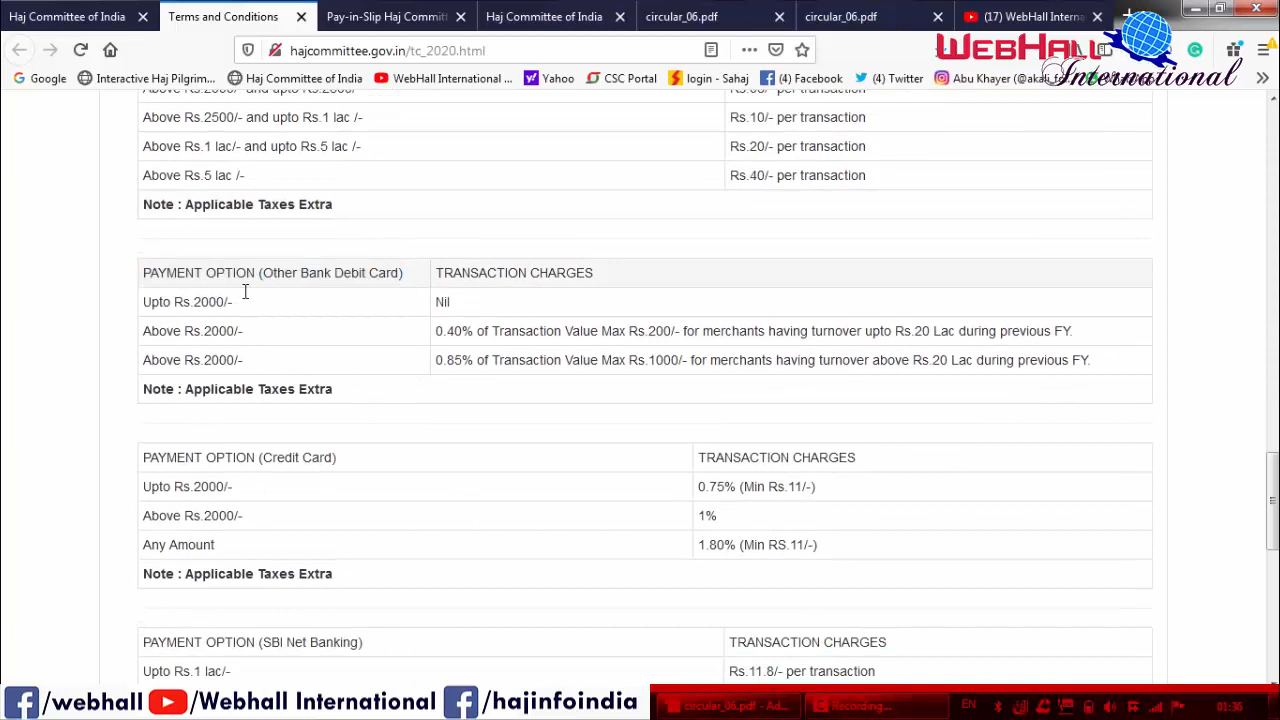 Haj Committee of India
Terms and Conditions
Pay-in-Slip Haj Committ
Haj Committee of India
circular_06.pdf
circular_06.pdf
(17) WebHall Interna
hajcommittee.gov.in/tc_2020.html
WEBHALL
International
Google
Interactive Haj Pilgrim...
Haj Committee of India
WebHall International...
Yahoo
CSC Portal
login - Sahaj
(4) Facebook
(4) Twitter
Abu Khayer (@akali_fo
Above Rs.2500/- and upto Rs.1 lac /- Rs.10/- per transaction
Above Rs.1 lac/- and upto Rs.5 lac /- Rs.20/- per transaction
Above Rs.5 lac /- Rs.40/- per transaction
Note : Applicable Taxes Extra
PAYMENT OPTION (Other Bank Debit Card) TRANSACTION CHARGES
Upto Rs.2000/- Nil
Above Rs.2000/- 0.40% of Transaction Value Max Rs.200/- for merchants having turnover upto Rs.20 Lac during previous FY.
Above Rs.2000/- 0.85% of Transaction Value Max Rs.1000/- for merchants having turnover above Rs.20 Lac during previous FY.
Note : Applicable Taxes Extra
PAYMENT OPTION (Credit Card) TRANSACTION CHARGES
Upto Rs.2000/- 0.75% (Min Rs.11/-)
Above Rs.2000/- 1%
Any Amount 1.80% (Min RS.11/-)
Note : Applicable Taxes Extra
PAYMENT OPTION (SBI Net Banking) TRANSACTION CHARGES
Upto Rs.1 lac/- Rs.11.8/- per transaction
/webhall /Webhall International /hajinfoindia
circular_06.pdf - Ad...
Recording...
EN
01:36